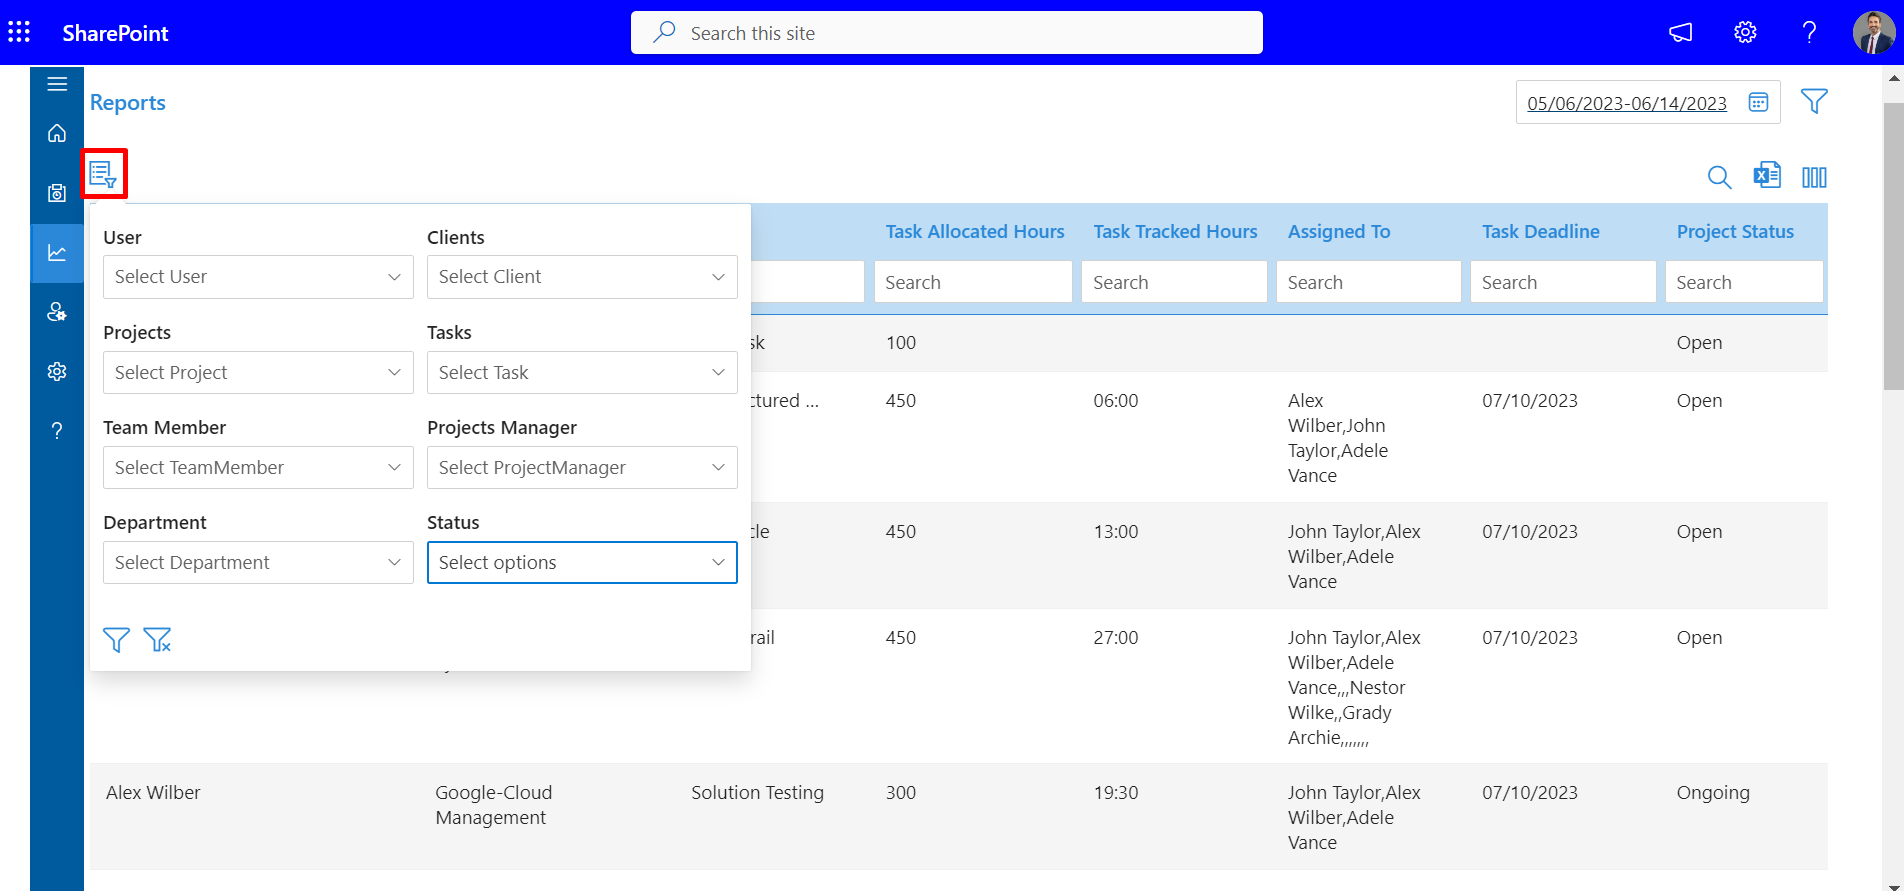 SharePoint
Search this site
Reports
05/06/2023-06/14/2023
User
Clients
Select User
Select Client
Projects
Tasks
Select Project
Select Task
Team Member
Projects Manager
Select TeamMember
Select ProjectManager
Department
Status
Select Department
Select options
Task Allocated Hours
Task Tracked Hours
Assigned To
Task Deadline
Project Status
Search
Search
Search
Search
Search
sk
100
Open
ctured ...
450
06:00
Alex
Wilber,John
Taylor,Adele
Vance
07/10/2023
Open
cle
450
13:00
John Taylor,Alex
Wilber,Adele
Vance
07/10/2023
Open
rail
450
27:00
John Taylor,Alex
Wilber,Adele
Vance,,,Nestor
Wilke,,Grady
Archie,,,,,,,
07/10/2023
Open
Alex Wilber
Google-Cloud
Management
Solution Testing
300
19:30
John Taylor,Alex
Wilber,Adele
Vance
07/10/2023
Ongoing